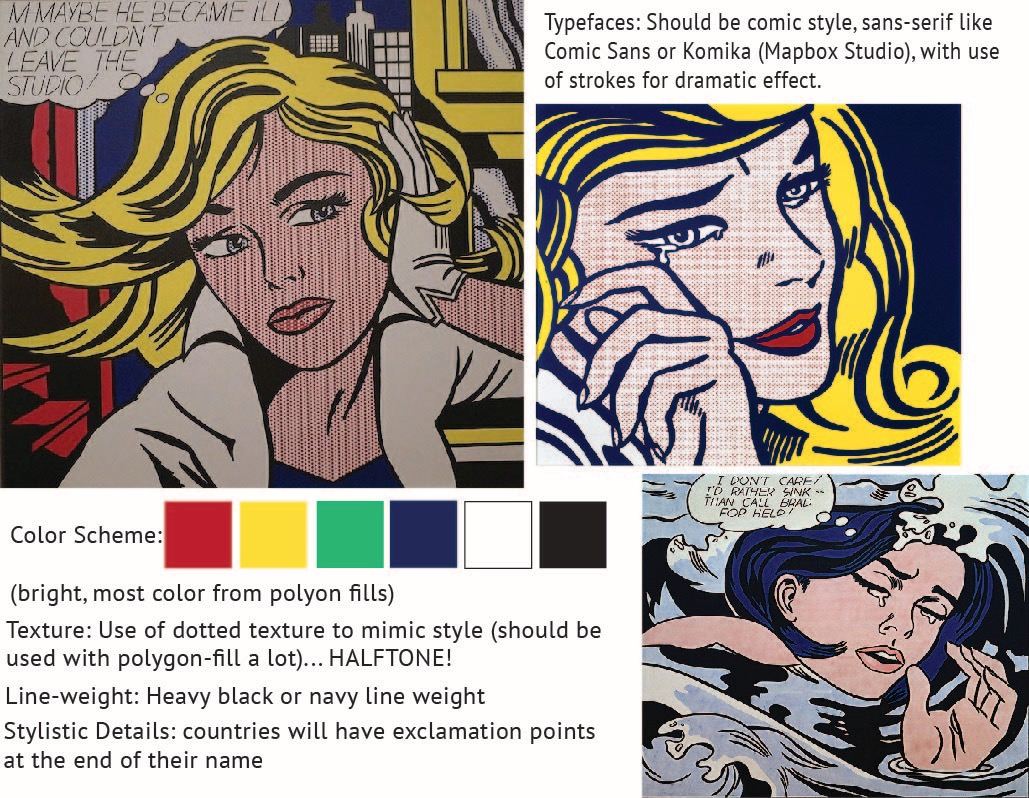 M MAYBE HE BECAME ILL
AND COULDN'T
LEAVE THE
STUDIO!
Typefaces: Should be comic style, sans-serif like
Comic Sans or Komika (Mapbox Studio), with use
of strokes for dramatic effect.
I DON'T CARE!
I'D RATHER SINK --
THAN CALL BRAD
FOR HELP!
Color Scheme:
(bright, most color from polyon fills)
Texture: Use of dotted texture to mimic style (should be
used with polygon-fill a lot)... HALFTONE!
Line-weight: Heavy black or navy line weight
Stylistic Details: countries will have exclamation points
at the end of their name